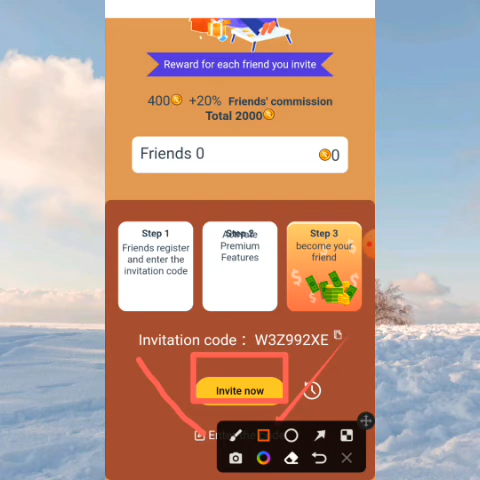 Reward for each friend you invite
400 +20% Friends' commission
Total 2000
Friends 0
0
Step 1
Friends register
and enter the
invitation code
Step 2
Activate
Premium
Features
Step 3
become your
friend
Invitation code : W3Z992XE
Invite now